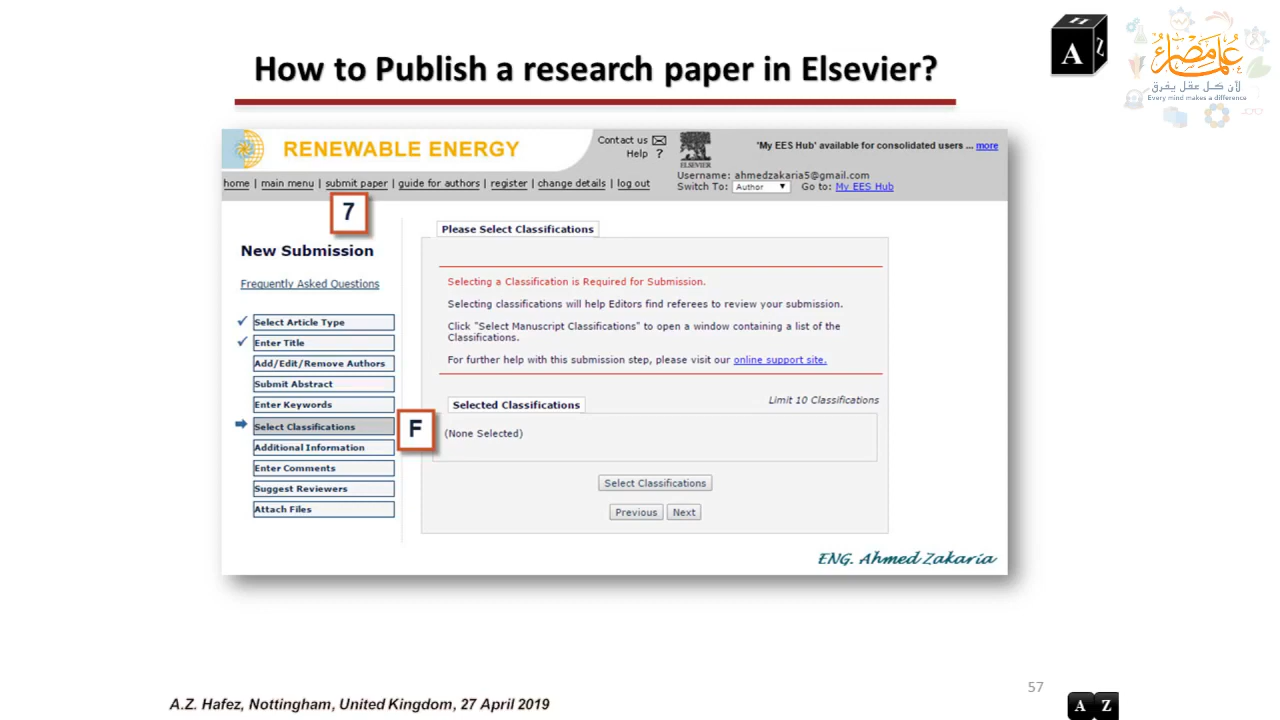 How to Publish a research paper in Elsevier?
H
A Z
علماء مصر
لأن كل عقل يفرق
Every mind makes a difference
RENEWABLE ENERGY
Contact us
Help ?
ELSEVIER
'My EES Hub' available for consolidated users ... more
Username: ahmedzakaria5@gmail.com
Switch To: Author Go to: My EES Hub
home | main menu | submit paper | guide for authors | register | change details | log out
7
New Submission
Frequently Asked Questions
Select Article Type
Enter Title
Add/Edit/Remove Authors
Submit Abstract
Enter Keywords
Select Classifications
Additional Information
Enter Comments
Suggest Reviewers
Attach Files
F
Please Select Classifications
Selecting a Classification is Required for Submission.
Selecting classifications will help Editors find referees to review your submission.
Click "Select Manuscript Classifications" to open a window containing a list of the
Classifications.
For further help with this submission step, please visit our online support site.
Selected Classifications
Limit 10 Classifications
(None Selected)
Select Classifications
Previous Next
ENG. Ahmed Zakaria
A.Z. Hafez, Nottingham, United Kingdom, 27 April 2019
57
A Z